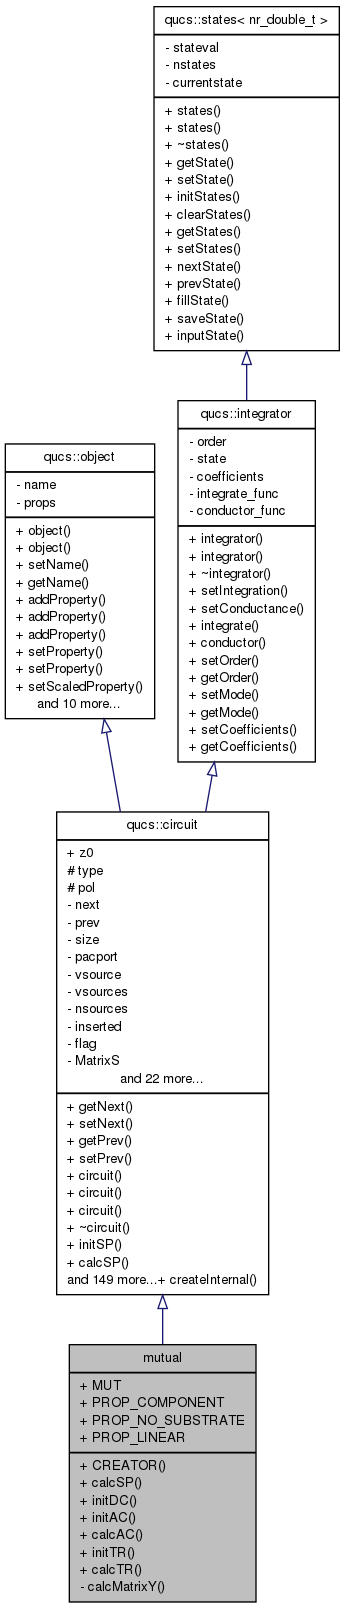 qucs::states< nr_double_t >
- stateval
- nstates
- currentstate
+ states()
+ states()
+ ~states()
+ getState()
+ setState()
+ initStates()
+ clearStates()
+ getStates()
+ setStates()
+ nextState()
+ prevState()
+ fillState()
+ saveState()
+ inputState()
qucs::integrator
- order
- state
- coefficients
- integrate_func
- conductor_func
+ integrator()
+ integrator()
+ ~integrator()
+ setIntegration()
+ setConductance()
+ integrate()
+ conductor()
+ setOrder()
+ getOrder()
+ setMode()
+ getMode()
+ setCoefficients()
+ getCoefficients()
qucs::object
- name
- props
+ object()
+ object()
+ setName()
+ getName()
+ addProperty()
+ addProperty()
+ addProperty()
+ setProperty()
+ setProperty()
+ setScaledProperty()
and 10 more...
qucs::circuit
+ z0
# type
# pol
- next
- prev
- size
- pacport
- vsource
- vsources
- nsources
- inserted
- flag
- MatrixS
and 22 more...
+ getNext()
+ setNext()
+ getPrev()
+ setPrev()
+ circuit()
+ circuit()
+ circuit()
+ ~circuit()
+ initSP()
+ calcSP()
and 149 more...+ createInternal()
mutual
+ MUT
+ PROP_COMPONENT
+ PROP_NO_SUBSTRATE
+ PROP_LINEAR
+ CREATOR()
+ calcSP()
+ initDC()
+ initAC()
+ calcAC()
+ initTR()
+ calcTR()
- calcMatrixY()